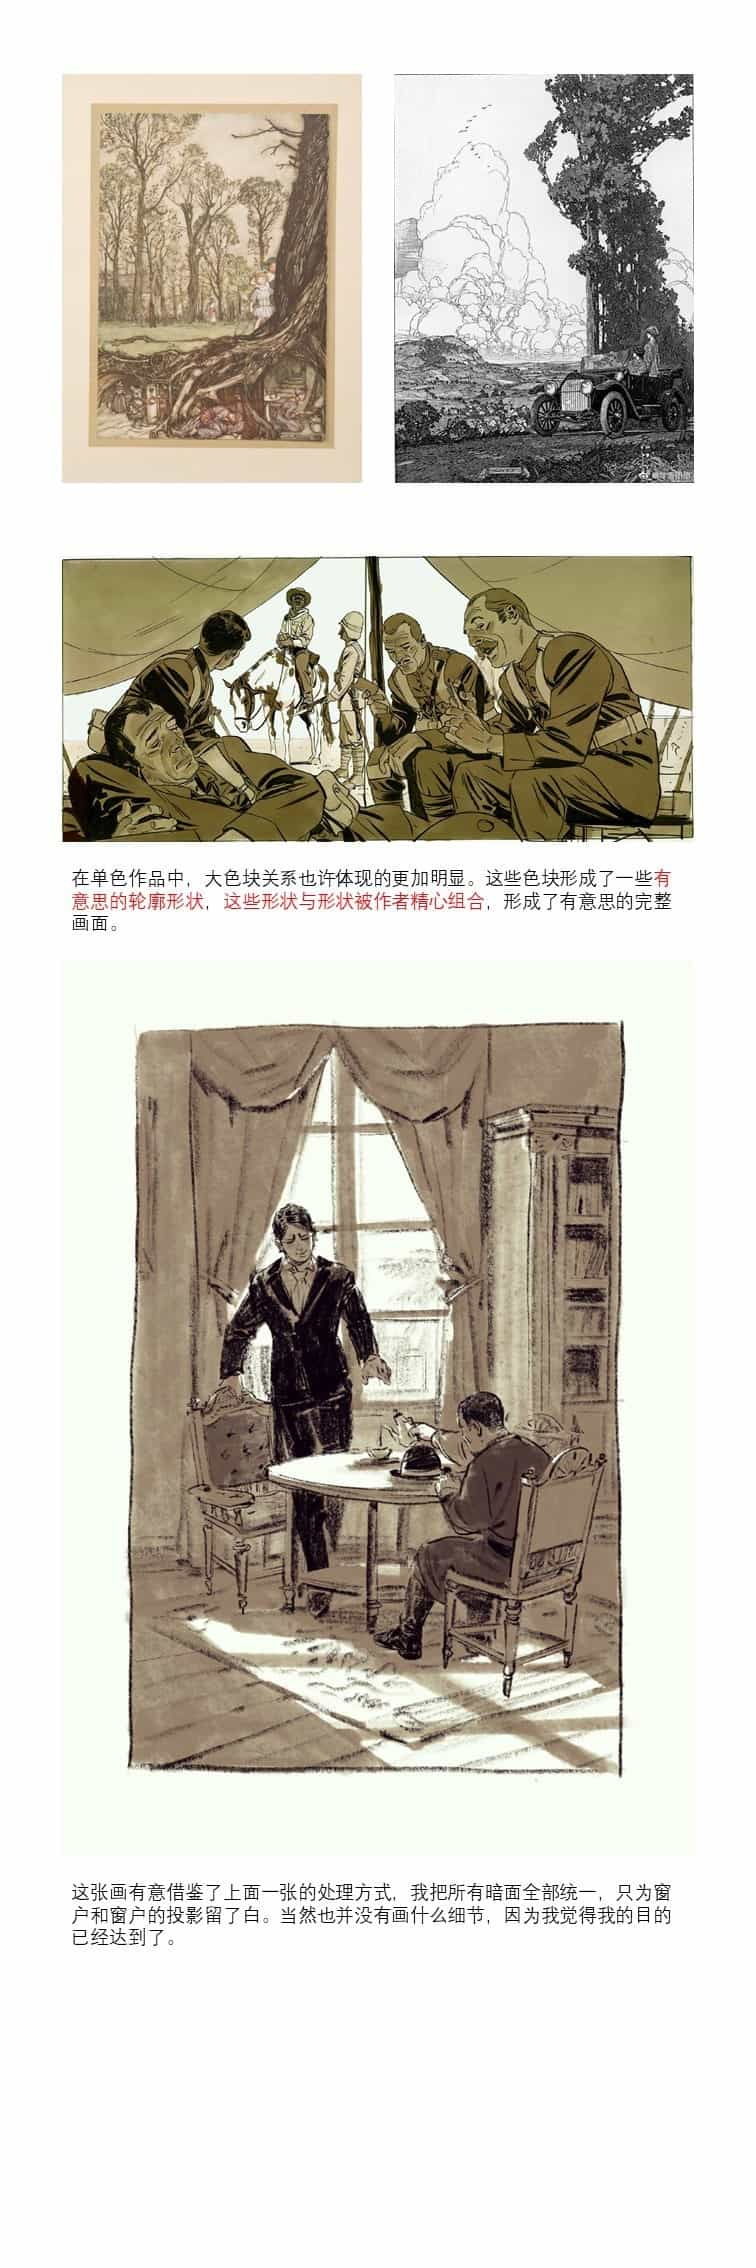 在单色作品中，大色块关系也许体现的更加明显。这些色块形成了一些有
意思的轮廓形状，这些形状与形状被作者精心组合，形成了有意思的完整
画面。
这张画有意借鉴了上面一张的处理方式，我把所有暗面全部统一，只为窗
户和窗户的投影留了白。当然也并没有画什么细节，因为我觉得我的目的
已经达到了。